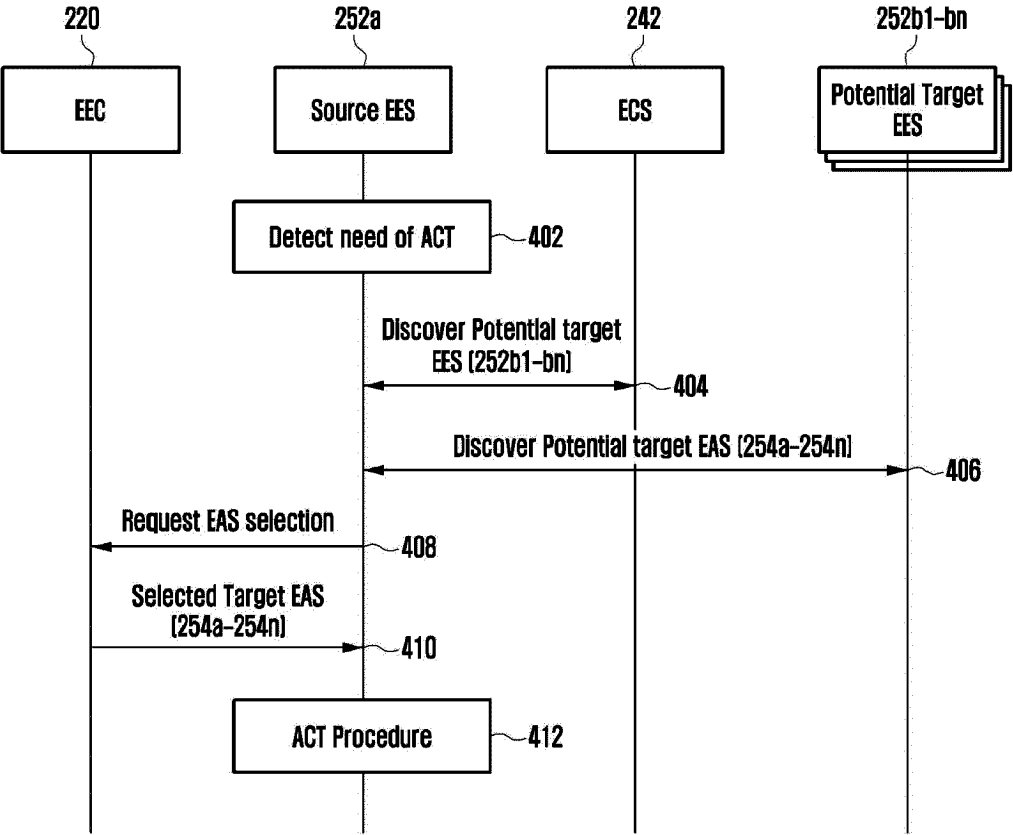 220
252a
242
252b1-bn
EEC
Source EES
ECS
Potential Target
EES
Detect need of ACT
402
Discover Potential target
EES (252b1-bn)
404
Discover Potential target EAS (254a-254n)
406
Request EAS selection
408
Selected Target EAS
(254a-254n)
410
ACT Procedure
412